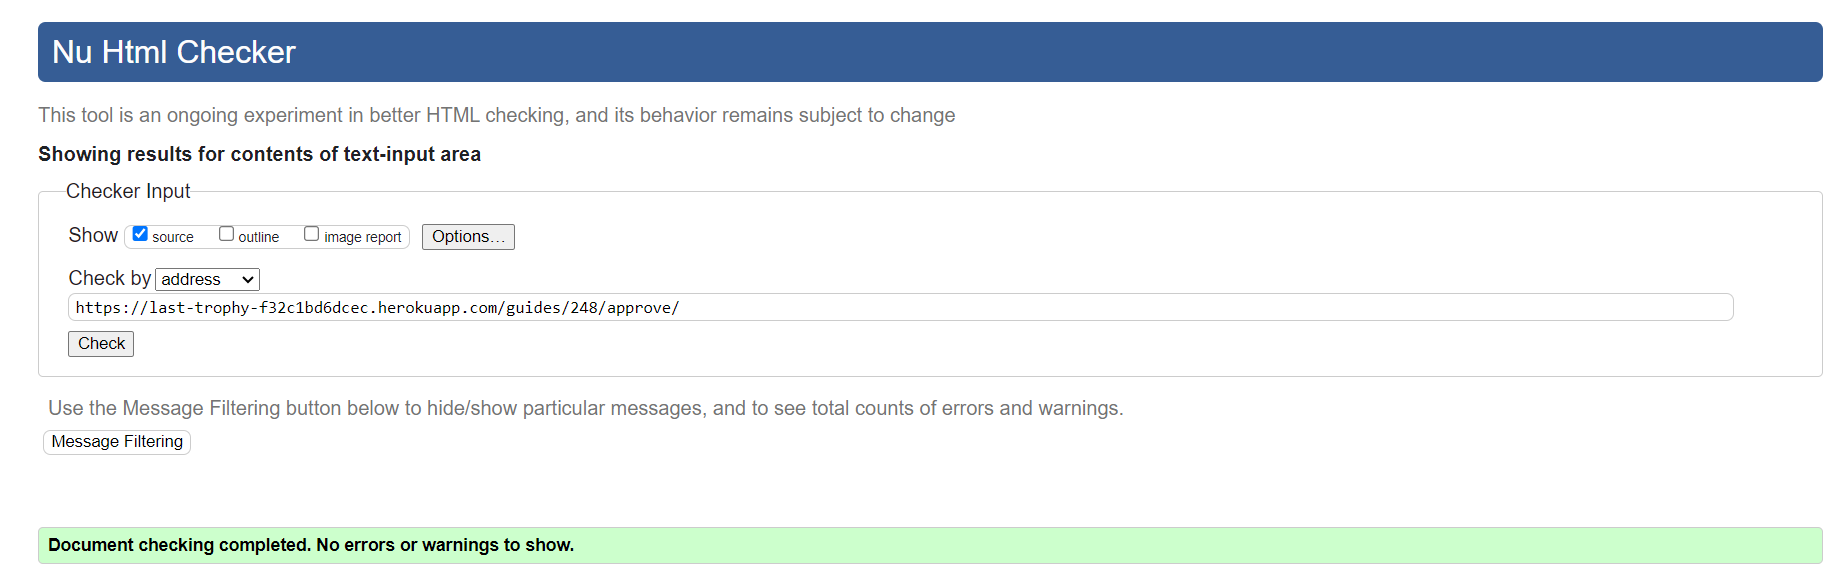 Nu Html Checker
This tool is an ongoing experiment in better HTML checking, and its behavior remains subject to change
Showing results for contents of text-input area
Checker Input
Show source outline image report Options...
Check by address
https://last-trophy-f32c1bd6dcec.herokuapp.com/guides/248/approve/
Check
Use the Message Filtering button below to hide/show particular messages, and to see total counts of errors and warnings.
Message Filtering
Document checking completed. No errors or warnings to show.